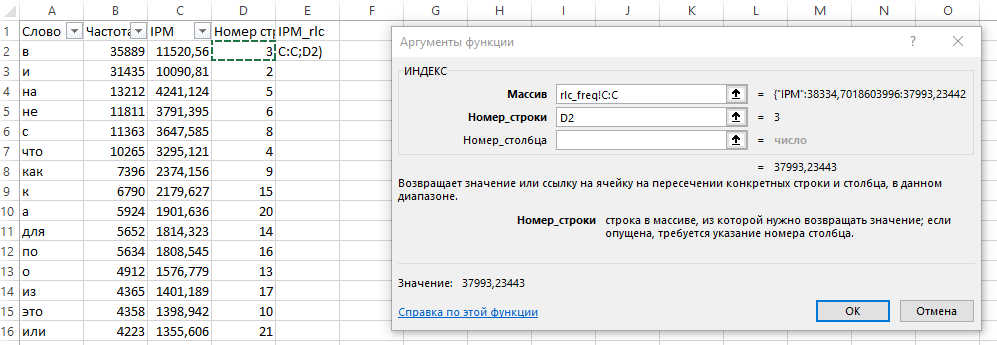 A B C D E F G H I J K L M N O
1 Слово Частота IPM Номер стр IPM_rlc
2 в 35889 11520,56 3 C:C;D2)
3 и 31435 10090,81 2
4 на 13212 4241,124 5
5 не 11811 3791,395 6
6 с 11363 3647,585 8
7 что 10265 3295,121 4
8 как 7396 2374,156 9
9 к 6790 2179,627 15
10 а 5924 1901,636 20
11 для 5652 1814,323 14
12 по 5634 1808,545 16
13 о 4912 1576,779 13
14 из 4365 1401,189 17
15 это 4358 1398,942 10
16 или 4223 1355,606 21
Аргументы функции ? ×
ИНДЕКС
Массив rlc_freq!C:C = {"IPM":38334,7018603996:37993,23442
Номер_строки D2 = 3
Номер_столбца = число
= 37993,23443
Возвращает значение или ссылку на ячейку на пересечении конкретных строки и столбца, в данном
диапазоне.
Номер_строки строка в массиве, из которой нужно возвращать значение; если
опущена, требуется указание номера столбца.
Значение: 37993,23443
Справка по этой функции
ОК Отмена